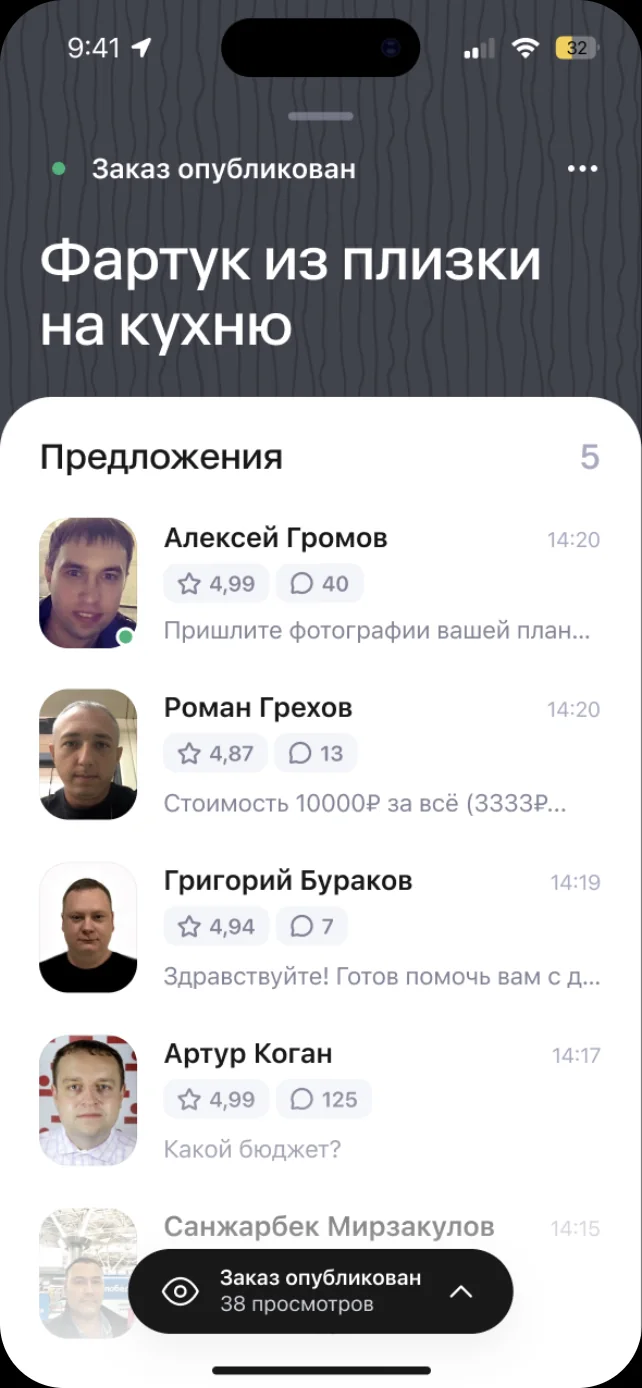 9:41
32
Заказ опубликован
Фартук из плизки
на кухню
Предложения 5
Алексей Громов 14:20
4,99 40
Пришлите фотографии вашей план...
Роман Грехов 14:20
4,87 13
Стоимость 10000₽ за всё (3333₽...
Григорий Бураков 14:19
4,94 7
Здравствуйте! Готов помочь вам с д...
Артур Коган 14:17
4,99 125
Какой бюджет?
Санжарбек Мирзакулов 14:15
Заказ опубликован
38 просмотров